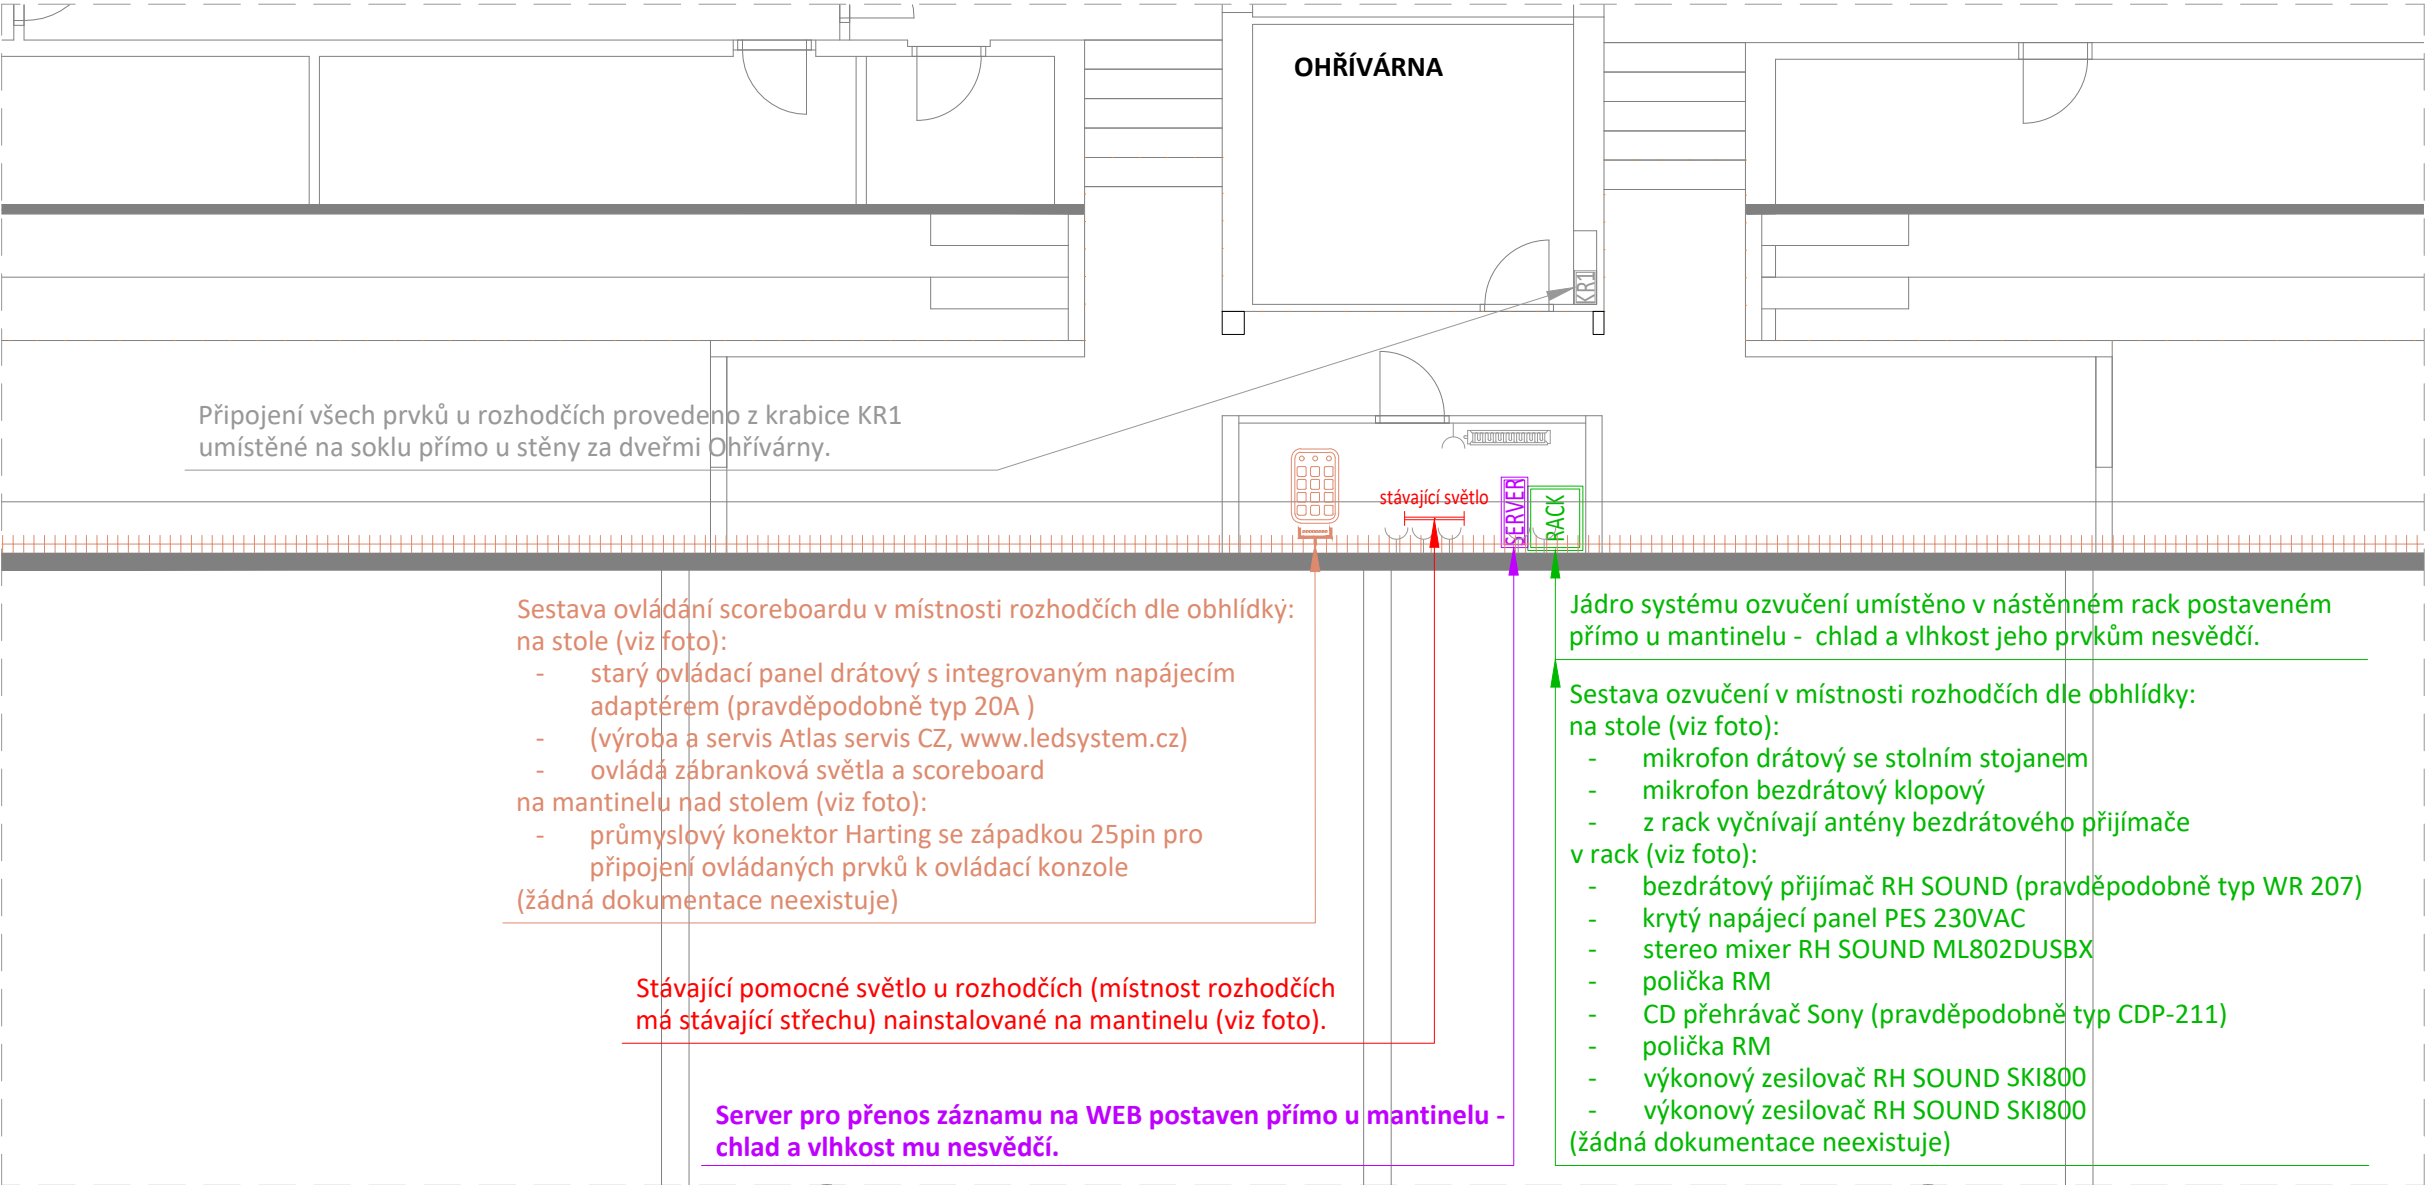 OHŘÍVÁRNA
KR1
Připojení všech prvků u rozhodčích provedeno z krabice KR1
umístěné na soklu přímo u stěny za dveřmi Ohřívárny.
stávající světlo
SERVER
RACK
Sestava ovládání scoreboardu v místnosti rozhodčích dle obhlídky:
na stole (viz foto):
- starý ovládací panel drátový s integrovaným napájecím
adaptérem (pravděpodobně typ 20A )
- (výroba a servis Atlas servis CZ, www.ledsystem.cz)
- ovládá zábranková světla a scoreboard
na mantinelu nad stolem (viz foto):
- průmyslový konektor Harting se západkou 25pin pro
připojení ovládaných prvků k ovládací konzole
(žádná dokumentace neexistuje)
Stávající pomocné světlo u rozhodčích (místnost rozhodčích
má stávající střechu) nainstalované na mantinelu (viz foto).
Server pro přenos záznamu na WEB postaven přímo u mantinelu -
chlad a vlhkost mu nesvědčí.
Jádro systému ozvučení umístěno v nástěnném rack postaveném
přímo u mantinelu - chlad a vlhkost jeho prvkům nesvědčí.
Sestava ozvučení v místnosti rozhodčích dle obhlídky:
na stole (viz foto):
- mikrofon drátový se stolním stojanem
- mikrofon bezdrátový klopový
- z rack vyčnívají antény bezdrátového přijímače
v rack (viz foto):
- bezdrátový přijímač RH SOUND (pravděpodobně typ WR 207)
- krytý napájecí panel PES 230VAC
- stereo mixer RH SOUND ML802DUSBX
- polička RM
- CD přehrávač Sony (pravděpodobně typ CDP-211)
- polička RM
- výkonový zesilovač RH SOUND SKI800
- výkonový zesilovač RH SOUND SKI800
(žádná dokumentace neexistuje)